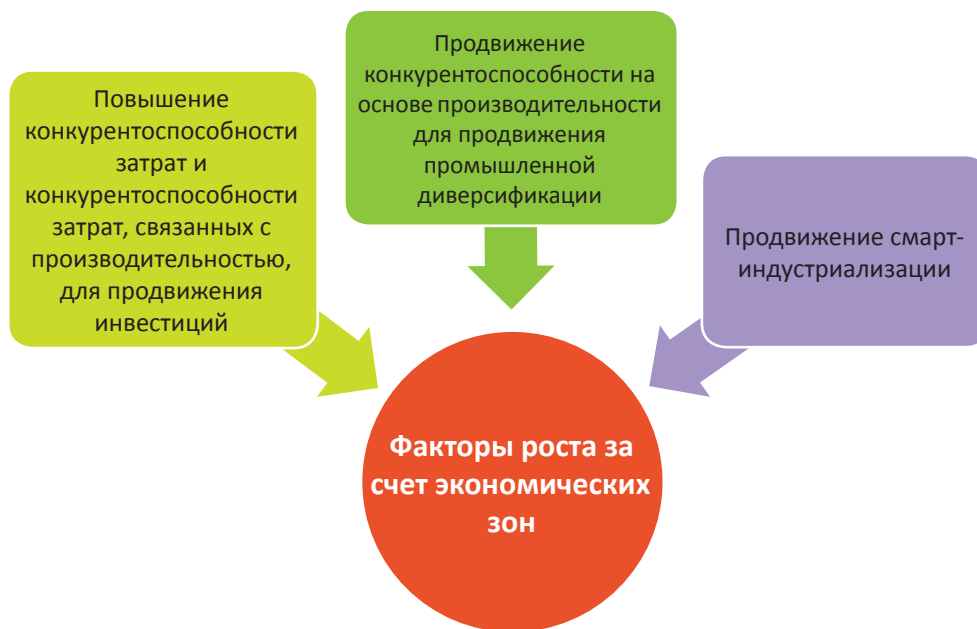 Повышение
конкурентоспособности
затрат и
конкурентоспособности
затрат, связанных с
производительностью,
для продвижения
инвестиций
Продвижение
конкурентоспособности на
основе производительности
для продвижения
промышленной
диверсификации
Продвижение смарт-
индустриализации
Факторы роста за
счет экономических
зон